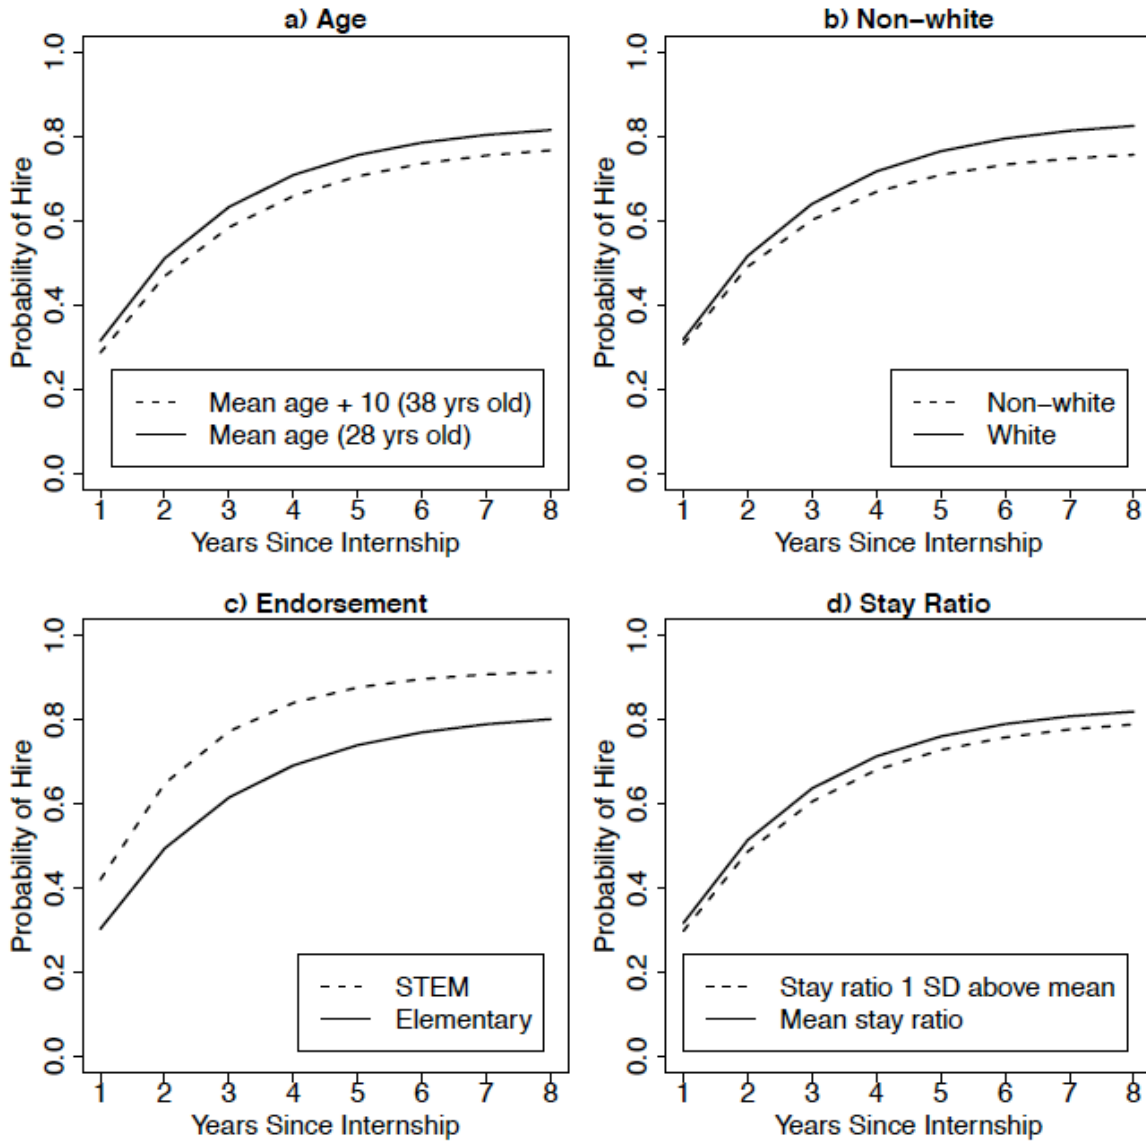 a) Age
Probability of Hire
1.0
0.8
0.6
0.4
0.2
0.0
Mean age + 10 (38 yrs old)
Mean age (28 yrs old)
1 2 3 4 5 6 7 8
Years Since Internship
b) Non−white
Probability of Hire
1.0
0.8
0.6
0.4
0.2
0.0
Non−white
White
1 2 3 4 5 6 7 8
Years Since Internship
c) Endorsement
Probability of Hire
1.0
0.8
0.6
0.4
0.2
0.0
STEM
Elementary
1 2 3 4 5 6 7 8
Years Since Internship
d) Stay Ratio
Probability of Hire
1.0
0.8
0.6
0.4
0.2
0.0
Stay ratio 1 SD above mean
Mean stay ratio
1 2 3 4 5 6 7 8
Years Since Internship